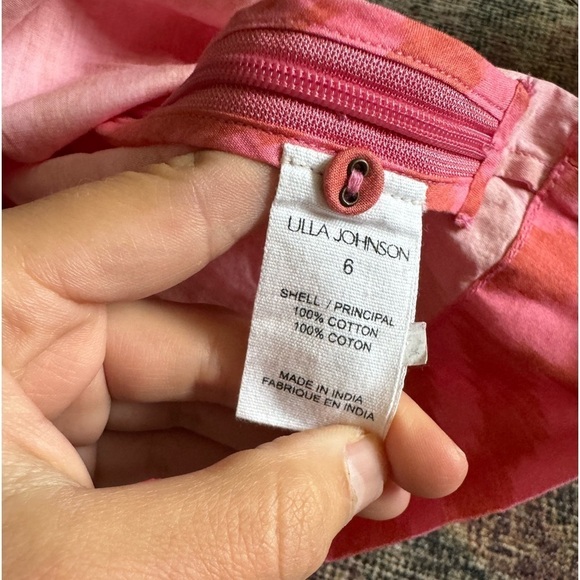 ULLA JOHNSON
6
SHELL / PRINCIPAL
100% COTTON
100% COTON
MADE IN INDIA
FABRIQUE EN INDIA